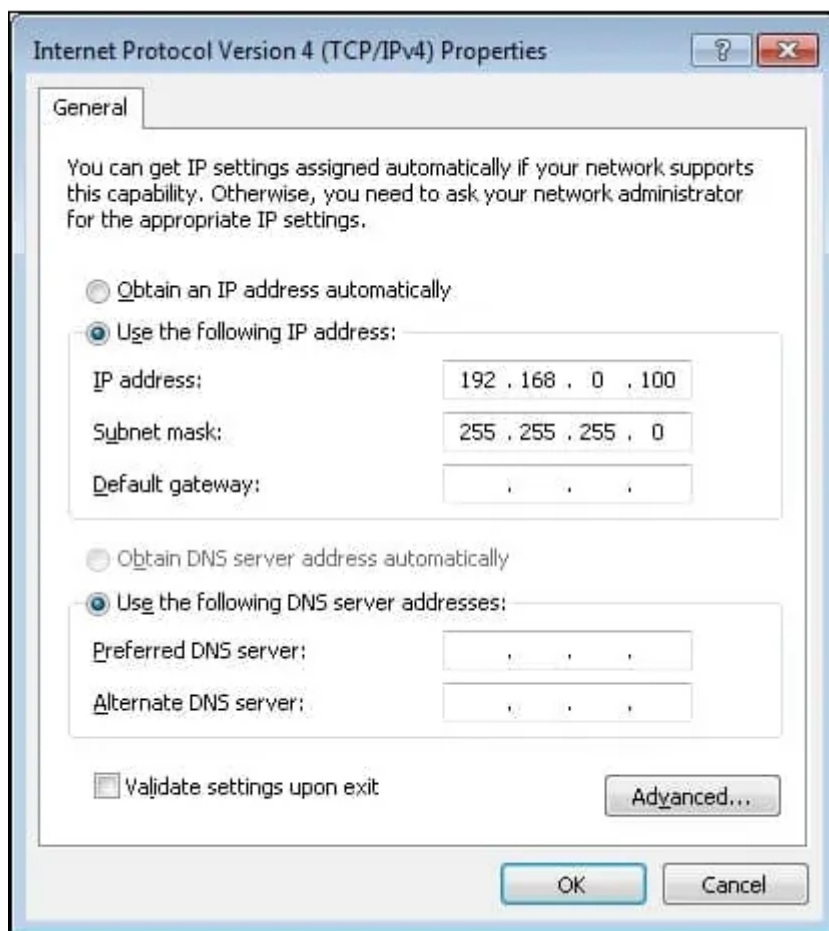 Internet Protocol Version 4 (TCP/IPv4) Properties
General
You can get IP settings assigned automatically if your network supports
this capability. Otherwise, you need to ask your network administrator
for the appropriate IP settings.
Obtain an IP address automatically
Use the following IP address:
IP address: 192 . 168 . 0 . 100
Subnet mask: 255 . 255 . 255 . 0
Default gateway: . . .
Obtain DNS server address automatically
Use the following DNS server addresses:
Preferred DNS server: . . .
Alternate DNS server: . . .
Validate settings upon exit
Advanced...
OK Cancel